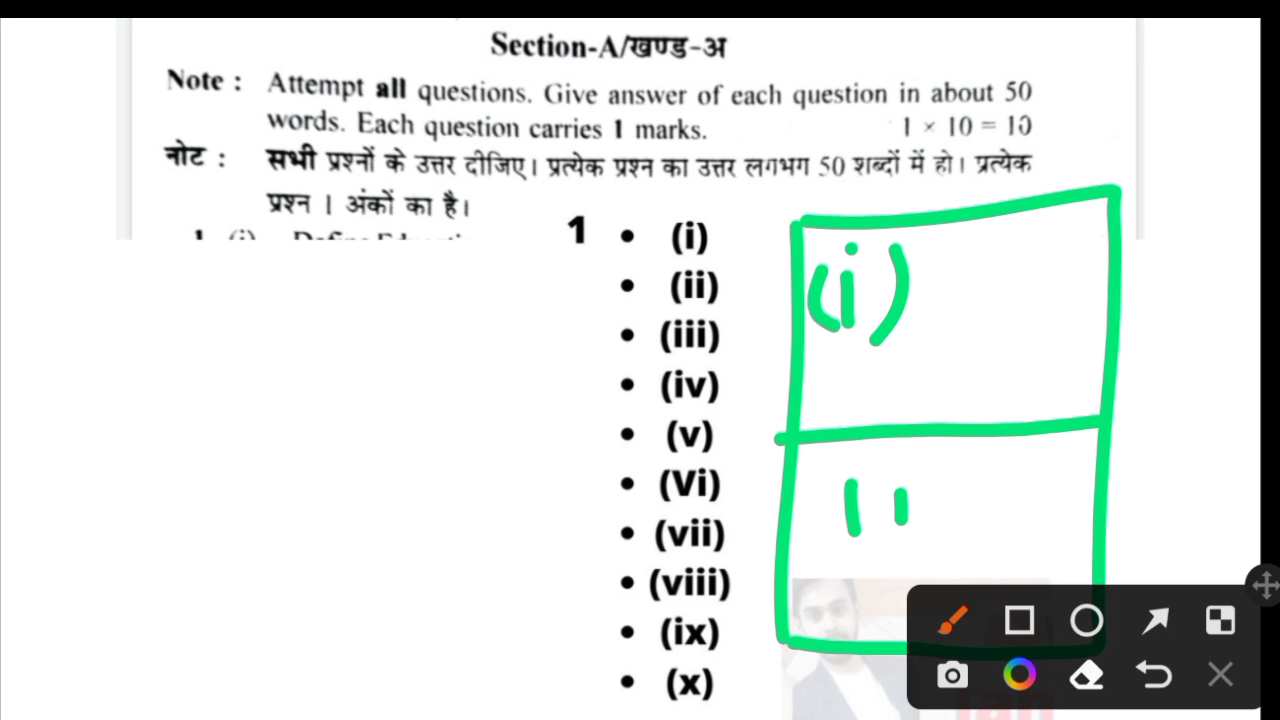 Section-A/खण्ड-अ
Note : Attempt all questions. Give answer of each question in about 50
words. Each question carries 1 marks. 1 × 10 = 10
नोट : सभी प्रश्नों के उत्तर दीजिए। प्रत्येक प्रश्न का उत्तर लगभग 50 शब्दों में हो। प्रत्येक
प्रश्न 1 अंकों का है।
1 • (i)
• (ii)
• (iii)
• (iv)
• (v)
• (Vi)
• (vii)
• (viii)
• (ix)
• (x)
(i)